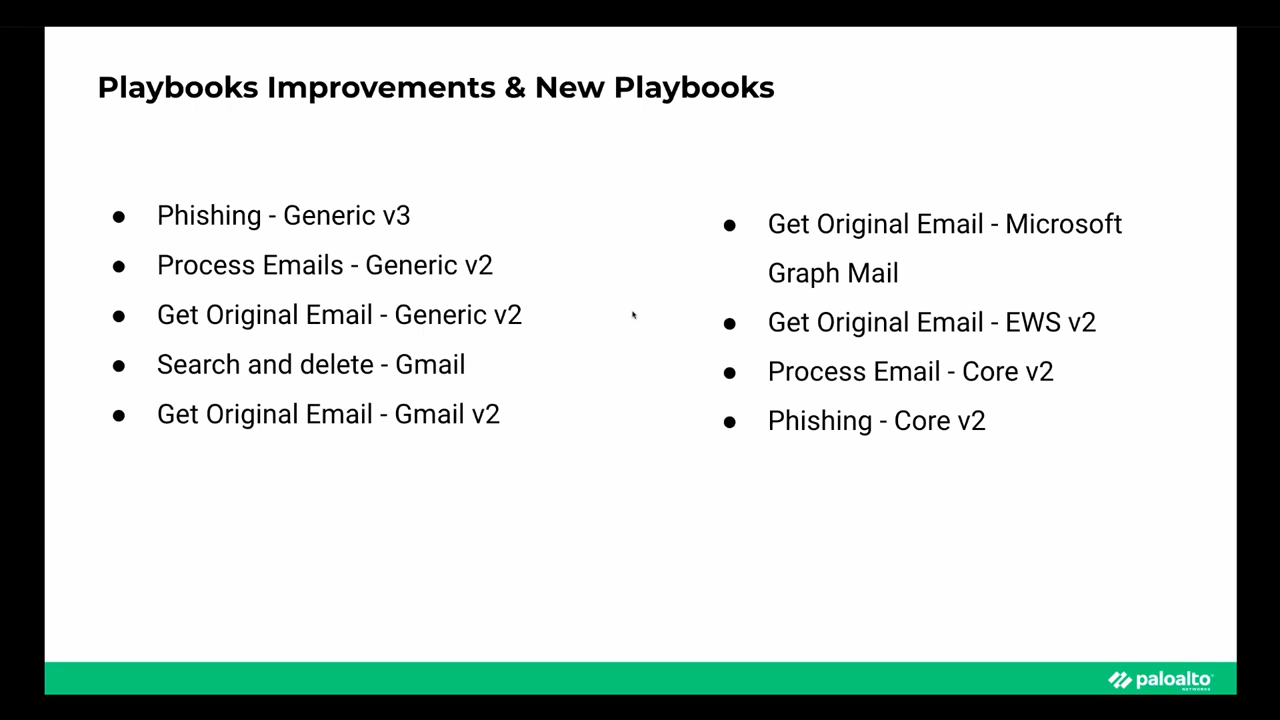 Playbooks Improvements & New Playbooks
● Phishing - Generic v3
● Process Emails - Generic v2
● Get Original Email - Generic v2
● Search and delete - Gmail
● Get Original Email - Gmail v2
● Get Original Email - Microsoft
Graph Mail
● Get Original Email - EWS v2
● Process Email - Core v2
● Phishing - Core v2
paloalto
NETWORKS